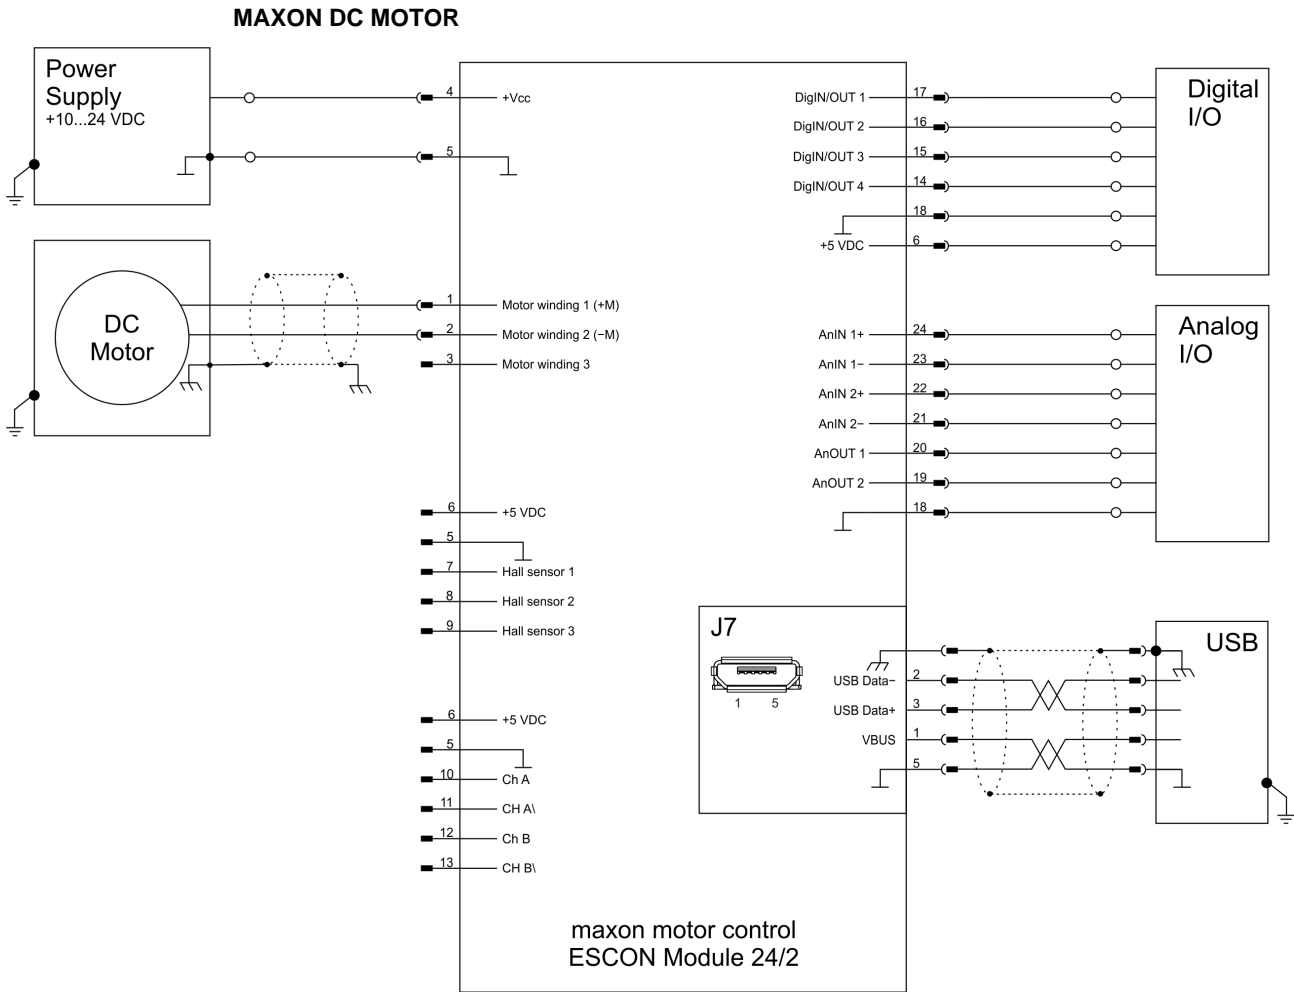 MAXON DC MOTOR
Power
Supply
+10...24 VDC
4
+Vcc
5
DC
Motor
1
Motor winding 1 (+M)
2
Motor winding 2 (−M)
3
Motor winding 3
6
+5 VDC
5
7
Hall sensor 1
8
Hall sensor 2
9
Hall sensor 3
6
+5 VDC
5
10
Ch A
11
CH A\
12
Ch B
13
CH B\
DigIN/OUT 1
17
DigIN/OUT 2
16
DigIN/OUT 3
15
DigIN/OUT 4
14
18
+5 VDC
6
Digital
I/O
AnIN 1+
24
AnIN 1−
23
AnIN 2+
22
AnIN 2−
21
AnOUT 1
20
AnOUT 2
19
18
Analog
I/O
J7
1 5
USB Data−
2
USB Data+
3
VBUS
1
5
USB
maxon motor control
ESCON Module 24/2